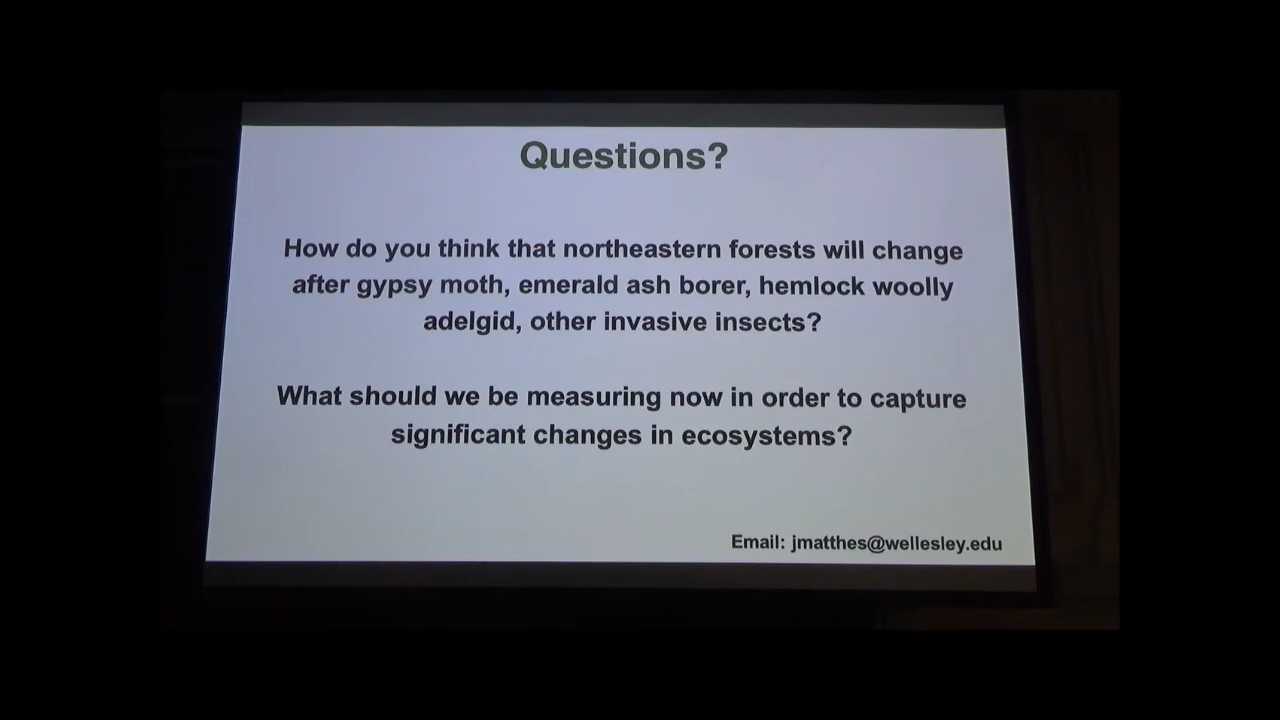 Questions?
How do you think that northeastern forests will change
after gypsy moth, emerald ash borer, hemlock woolly
adelgid, other invasive insects?
What should we be measuring now in order to capture
significant changes in ecosystems?
Email: jmatthes@wellesley.edu